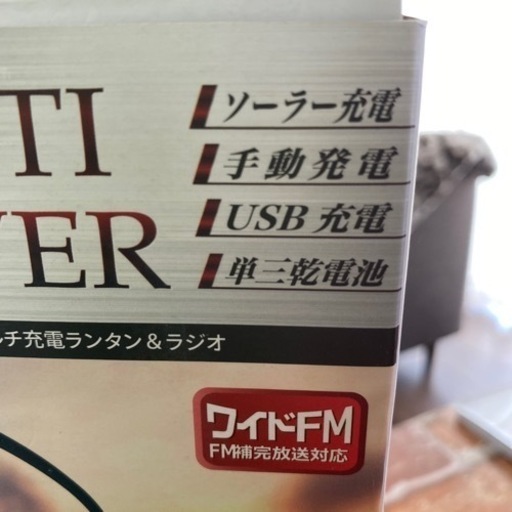 TI
VER
ソーラー充電
手動発電
USB 充電
単三乾電池
ルチ充電ランタン&ラジオ
ワイドFM
FM補完放送対応